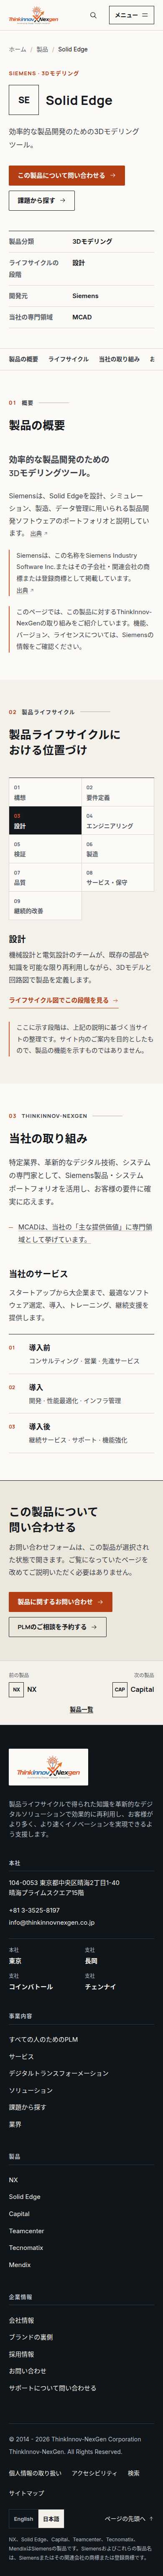 ThinkInnov NeXgen
メニュー
ホーム / 製品 / Solid Edge
SIEMENS · 3Dモデリング
SE
Solid Edge
効率的な製品開発のための3Dモデリング
ツール。
この製品について問い合わせる →
課題から探す →
製品分類 3Dモデリング
ライフサイクルの 設計
段階
開発元 Siemens
当社の専門領域 MCAD
製品の概要 ライフサイクル 当社の取り組み
01 概要
製品の概要
効率的な製品開発のための
3Dモデリングツール。
Siemensは、Solid Edgeを設計、シミュレー
ション、製造、データ管理に用いられる製品開
発ソフトウェアのポートフォリオと説明してい
ます。 出典 ↗
Siemensは、この名称をSiemens Industry
Software Inc.またはその子会社・関連会社の商
標または登録商標として掲載しています。
出典 ↗
このページでは、この製品に対するThinkInnov-
NexGenの取り組みをご紹介しています。機能、
バージョン、ライセンスについては、Siemensの
情報をご確認ください。
02 製品ライフサイクル
製品ライフサイクルに
おける位置づけ
01
構想
02
要件定義
03
設計
04
エンジニアリング
05
検証
06
製造
07
品質
08
サービス・保守
09
継続的改善
設計
機械設計と電気設計のチームが、既存の部品や
知識を可能な限り再利用しながら、3Dモデルと
回路図で製品を定義します。
ライフサイクル図でこの段階を見る →
ここに示す段階は、上記の説明に基づく当サイ
トの整理です。サイト内のご案内を目的としたも
ので、製品の機能を示すものではありません。
03 THINKINNOV-NEXGEN
当社の取り組み
特定業界、革新的なデジタル技術、システム
の専門家として、Siemens製品・システム
ポートフォリオを活用し、お客様の要件に確
実に応えます。
— MCADは、当社の「主な提供価値」に専門領
域として挙げています。
当社のサービス
スタートアップから大企業まで、最適なソフト
ウェア選定、導入、トレーニング、継続支援を
提供します。
01 導入前
コンサルティング · 営業 · 先進サービス
02 導入
開発 · 性能最適化 · インフラ管理
03 導入後
継続サービス · サポート · 機能強化
この製品について
問い合わせる
お問い合わせフォームは、この製品が選択され
た状態で開きます。ご覧になっていたページを
改めてご説明いただく必要はありません。
製品に関するお問い合わせ →
PLMのご相談を予約する →
前の製品
NX NX
次の製品
CAP Capital
製品一覧
ThinkInnov NeXgen
製品ライフサイクルで得られた知識を革新的なデジ
タルソリューションで効果的に再利用し、お客様が
より多く、より速くイノベーションを実現できるよ
う支援します。
本社
104-0053 東京都中央区晴海2丁目1-40
晴海プライムスクエア15階
+81 3-3525-8197
info@thinkinnovnexgen.co.jp
本社
東京
支社
長岡
支社
コインバトール
支社
チェンナイ
事業内容
すべての人のためのPLM
サービス
デジタルトランスフォーメーション
ソリューション
課題から探す
業界
製品
NX
Solid Edge
Capital
Teamcenter
Tecnomatix
Mendix
企業情報
会社情報
ブランドの裏側
採用情報
お問い合わせ
サポートについて問い合わせる
© 2014 - 2026 ThinkInnov-NexGen Corporation
ThinkInnov-NexGen. All Rights Reserved.
個人情報の取り扱い アクセシビリティ 検索
サイトマップ
English 日本語
ページの先頭へ ↑
NX、Solid Edge、Capital、Teamcenter、Tecnomatix、
MendixはSiemensの製品です。Siemensおよびこれらの製品名
は、Siemensまたはその関連会社の商標または登録商標です。